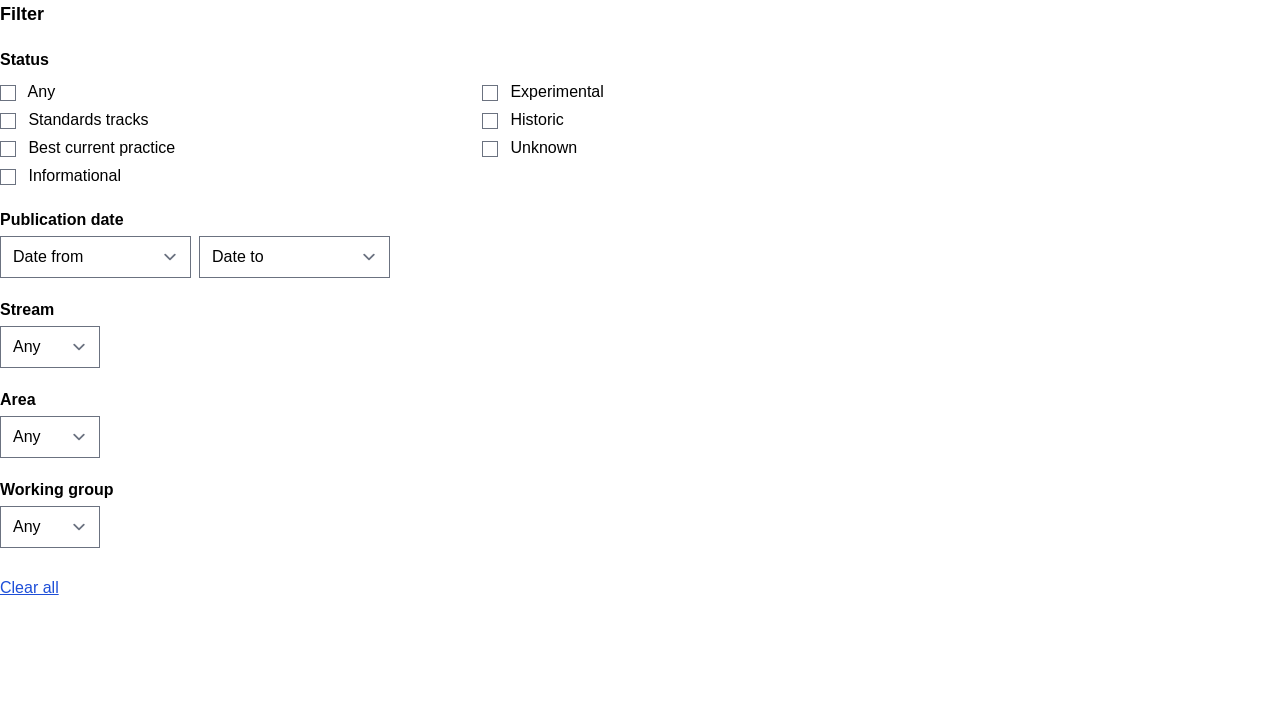 Filter
Status
Any
Standards tracks
Best current practice
Informational
Experimental
Historic
Unknown
Publication date
Date from
Date to
Stream
Any
Area
Any
Working group
Any
Clear all